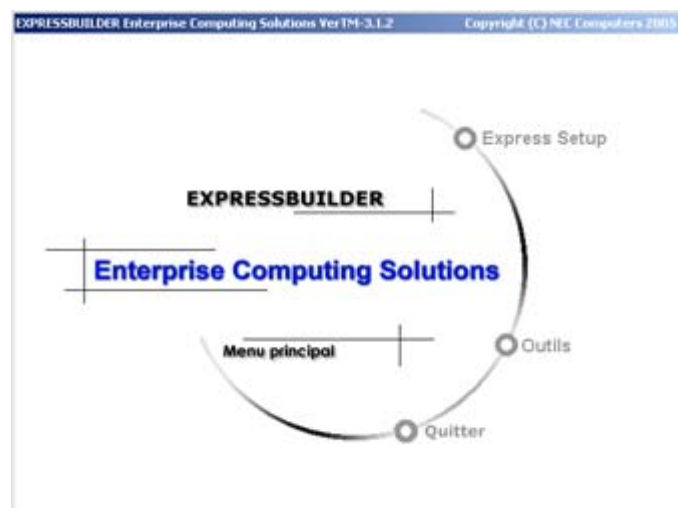 EXPRESSBUILDER Enterprise Computing Solutions VerTM-3.1.2 Copyright (C) NEC Computers 2005
Express Setup
EXPRESSBUILDER
Enterprise Computing Solutions
Outils
Menu principal
Quitter